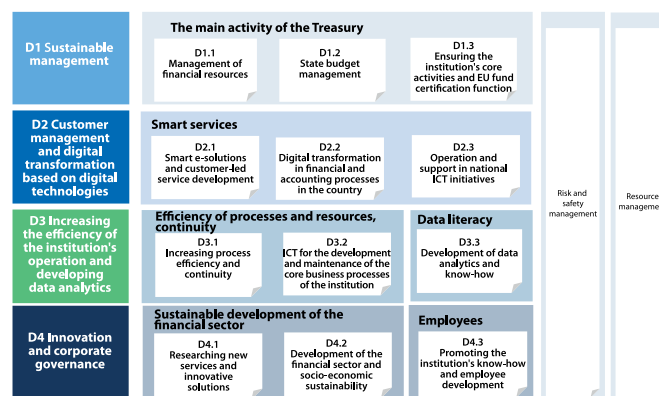 D1 Sustainable
management
The main activity of the Treasury
D1.1
Management of
financial resources
D1.2
State budget
management
D1.3
Ensuring the
institution's core
activities and EU fund
certification function
D2 Customer
management
and digital
transformation
based on digital
technologies
Smart services
D2.1
Smart e-solutions
and customer-led
service development
D2.2
Digital transformation
in financial and
accounting processes
in the country
D2.3
Operation and
support in national
ICT initiatives
D3 Increasing
the efficiency of
the institution's
operation and
developing
data analytics
Efficiency of processes and resources,
continuity
D3.1
Increasing process
efficiency and
continuity
D3.2
ICT for the development
and maintenance of the
core business processes
of the institution
Data literacy
D3.3
Development of data
analytics and
know-how
D4 Innovation
and corporate
governance
Sustainable development of the
financial sector
D4.1
Researching new
services and
innovative
solutions
D4.2
Development of the
financial sector and
socio-economic
sustainability
Employees
D4.3
Promoting the
institution's know-how
and employee
development
Risk and
safety
management
Resource
manageme